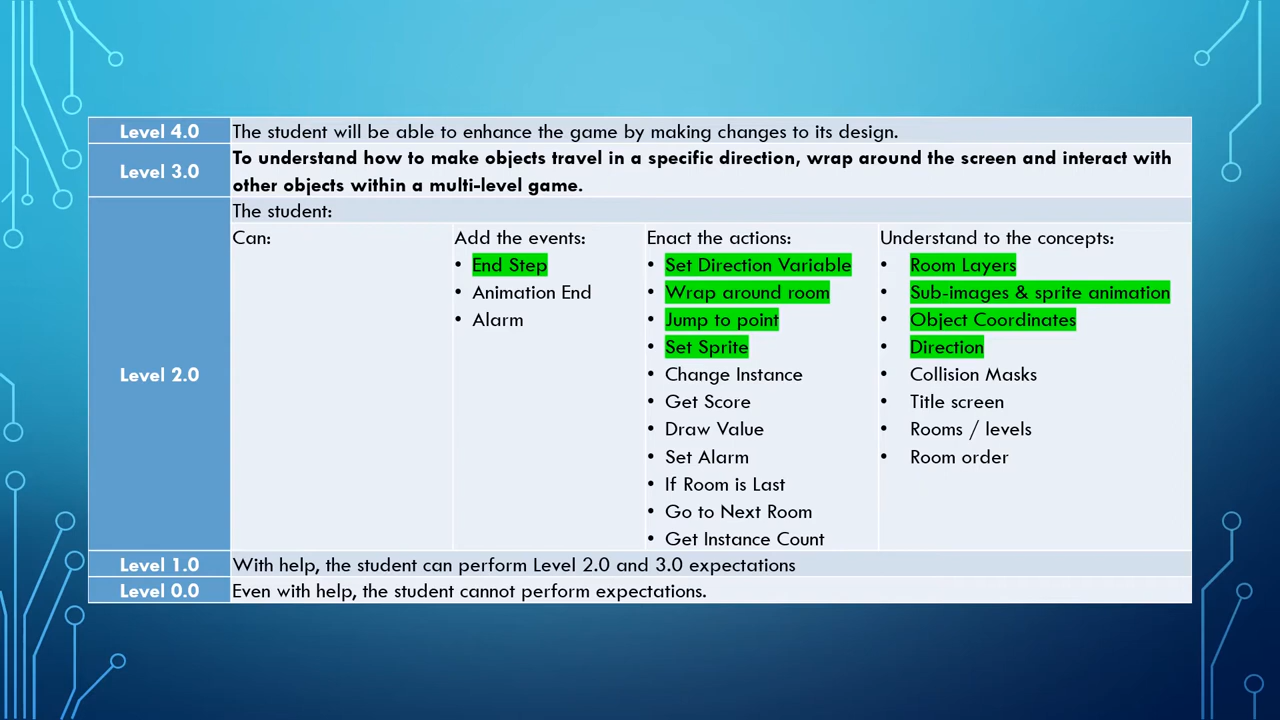 Level 4.0
The student will be able to enhance the game by making changes to its design.
Level 3.0
To understand how to make objects travel in a specific direction, wrap around the screen and interact with
other objects within a multi-level game.
Level 2.0
The student:
Can:
Add the events:
• End Step
• Animation End
• Alarm
Enact the actions:
• Set Direction Variable
• Wrap around room
• Jump to point
• Set Sprite
• Change Instance
• Get Score
• Draw Value
• Set Alarm
• If Room is Last
• Go to Next Room
• Get Instance Count
Understand to the concepts:
• Room Layers
• Sub-images & sprite animation
• Object Coordinates
• Direction
• Collision Masks
• Title screen
• Rooms / levels
• Room order
Level 1.0
With help, the student can perform Level 2.0 and 3.0 expectations
Level 0.0
Even with help, the student cannot perform expectations.